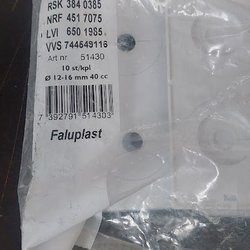 RSK 384 0385
NRF 451 7075
LVI 650 1985
VVS 744649116
Art nr 51430
10 st/kpl
Ø 12-16 mm 40 cc
7 392791 514303
Faluplast